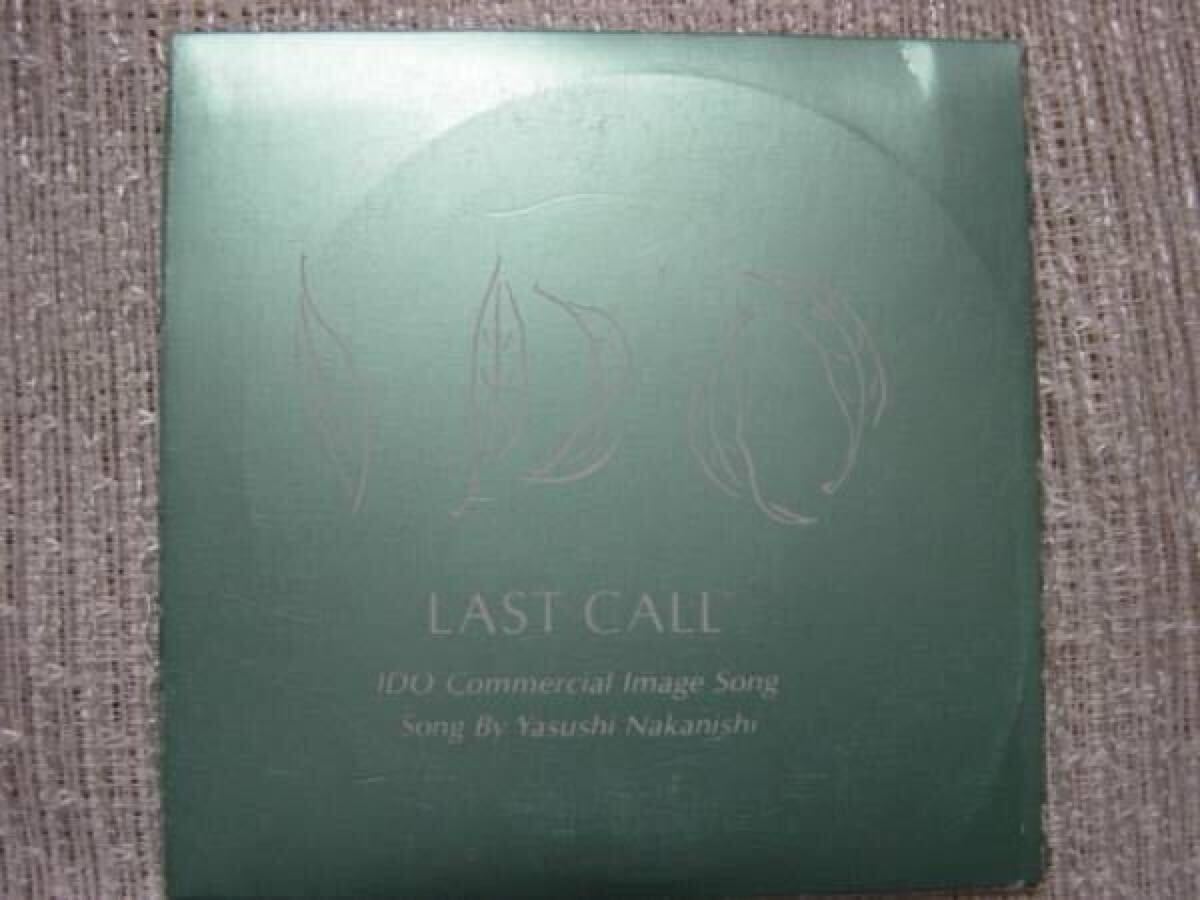 IDO
LAST CALL
IDO Commercial Image Song
Song By Yasushi Nakanishi